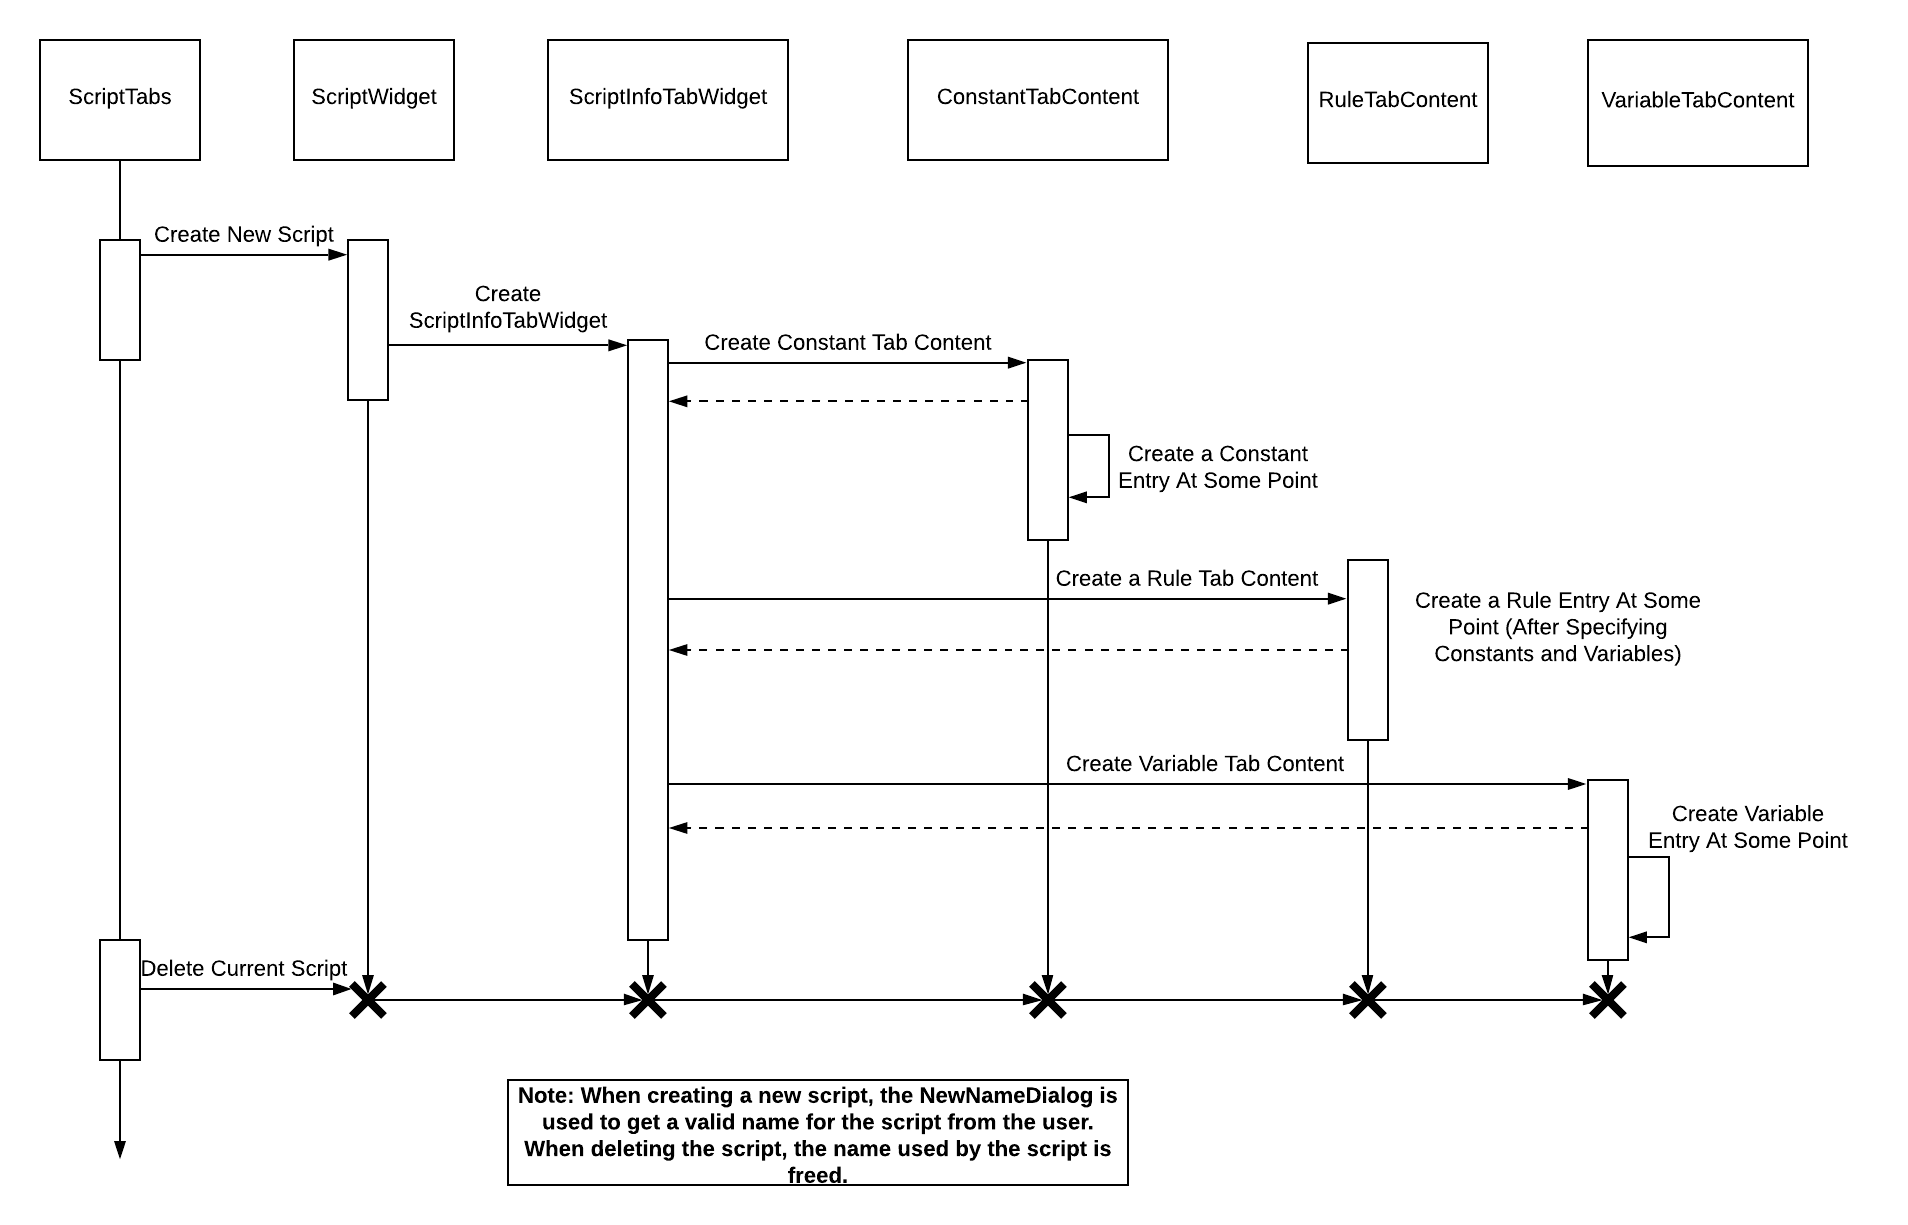 ScriptTabs
ScriptWidget
ScriptInfoTabWidget
ConstantTabContent
RuleTabContent
VariableTabContent
Create New Script
Create
ScriptInfoTabWidget
Create Constant Tab Content
Create a Constant
Entry At Some Point
Create a Rule Tab Content
Create a Rule Entry At Some
Point (After Specifying
Constants and Variables)
Create Variable Tab Content
Create Variable
Entry At Some Point
Delete Current Script
Note: When creating a new script, the NewNameDialog is
used to get a valid name for the script from the user.
When deleting the script, the name used by the script is
freed.